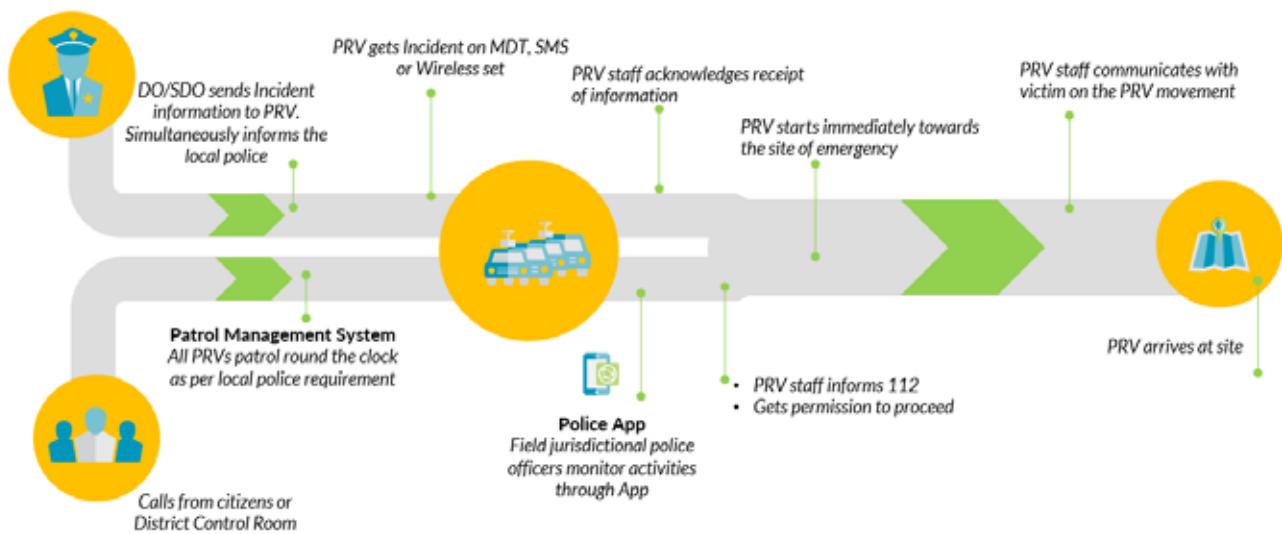 PRV gets Incident on MDT, SMS
or Wireless set
DO/SDO sends Incident
information to PRV.
Simultaneously informs the
local police
PRV staff acknowledges receipt
of information
PRV starts immediately towards
the site of emergency
PRV staff communicates with
victim on the PRV movement
Patrol Management System
All PRVs patrol round the clock
as per local police requirement
Calls from citizens or
District Control Room
Police App
Field jurisdictional police
officers monitor activities
through App
• PRV staff informs 112
• Gets permission to proceed
PRV arrives at site